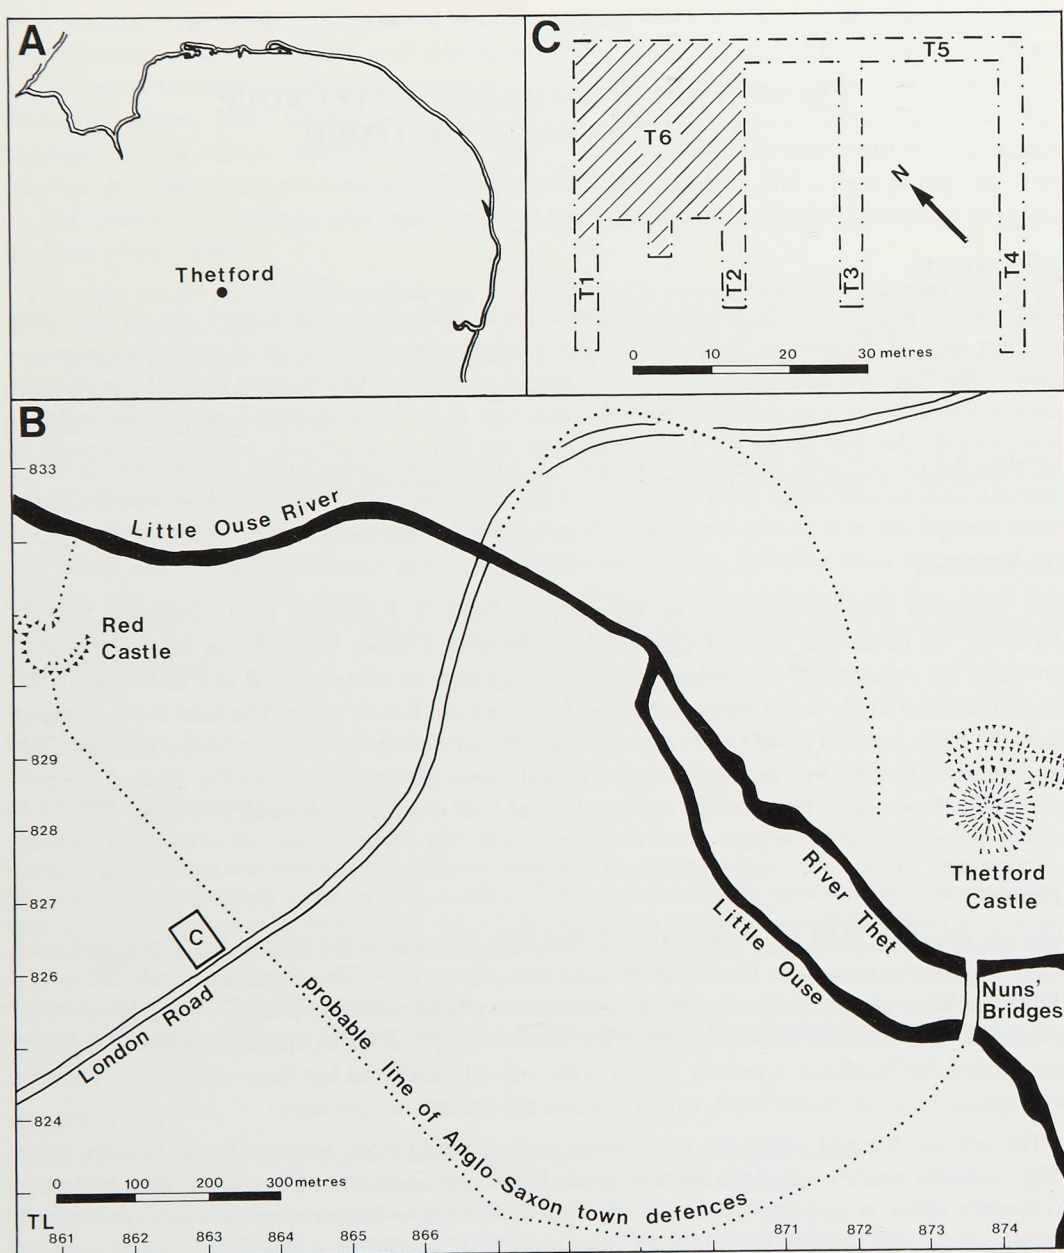 A
Thetford
C
T5
T6
N
T1
T2
T3
T4
0 10 20 30 metres
B
833
Little Ouse River
Red
Castle
829
828
827
826
824
C
London Road
River Thet
Little Ouse
Thetford
Castle
Nuns'
Bridges
probable line of Anglo-Saxon town defences
0 100 200 300 metres
TL
861 862 863 864 865 866 871 872 873 874